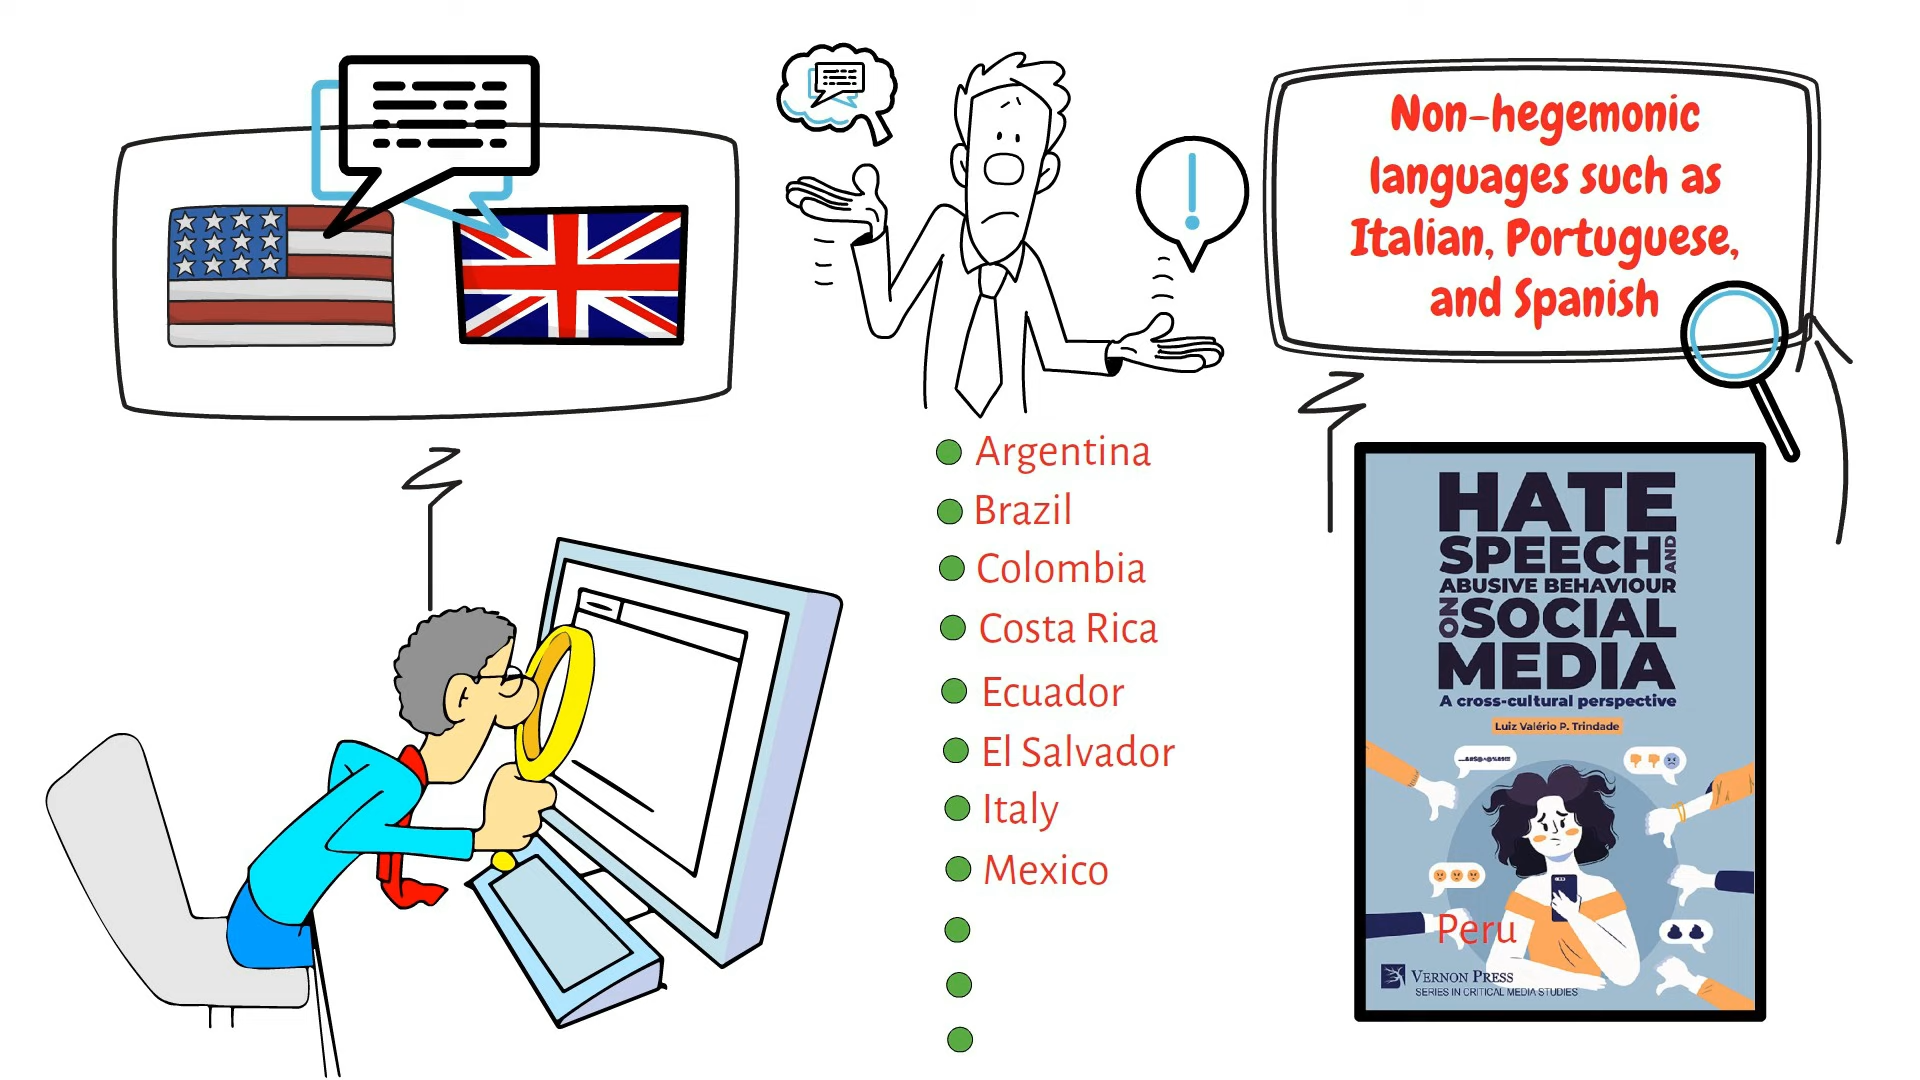 Non-hegemonic
languages such as
Italian, Portuguese,
and Spanish
Argentina
Brazil
Colombia
Costa Rica
Ecuador
El Salvador
Italy
Mexico
HATE
SPEECH AND
ABUSIVE BEHAVIOUR
ON SOCIAL
MEDIA
A cross-cultural perspective
Luiz Valério P. Trindade
Peru
VERNON PRESS
SERIES IN CRITICAL MEDIA STUDIES